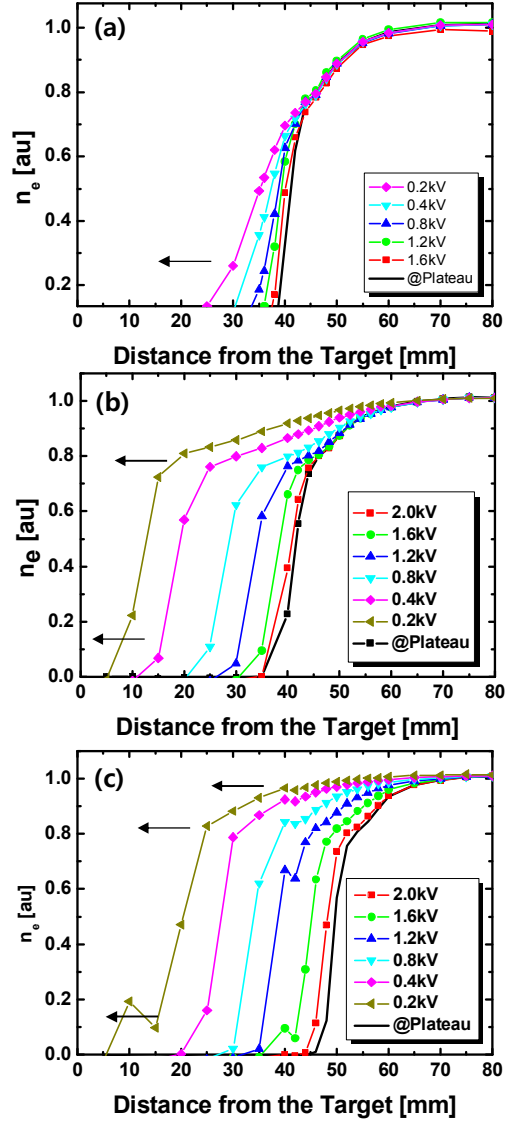 (a)
1.0
0.8
0.6
0.4
0.2
n_e [au]
0.2kV
0.4kV
0.8kV
1.2kV
1.6kV
@Plateau
0 10 20 30 40 50 60 70 80
Distance from the Target [mm]
(b)
1.0
0.8
0.6
0.4
0.2
0.0
ne [au]
2.0kV
1.6kV
1.2kV
0.8kV
0.4kV
0.2kV
@Plateau
0 10 20 30 40 50 60 70 80
Distance from the Target [mm]
(c)
1.0
0.8
0.6
0.4
0.2
0.0
n_e [au]
2.0kV
1.6kV
1.2kV
0.8kV
0.4kV
0.2kV
@Plateau
0 10 20 30 40 50 60 70 80
Distance from the Target [mm]